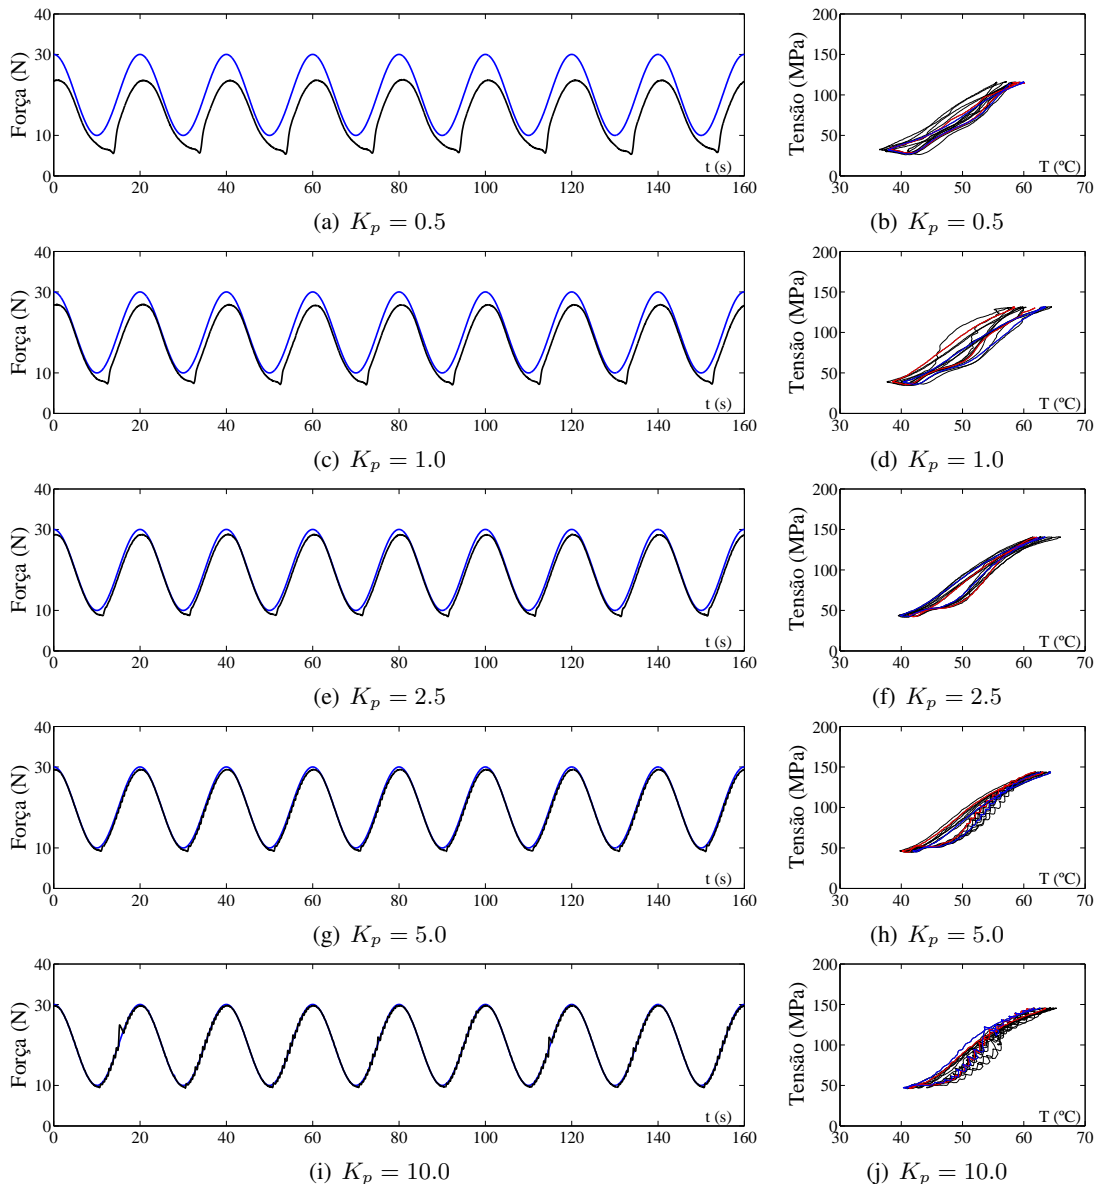 40
30
10
0
Força (N)
t (s)
0 20 40 60 80 100 120 140 160
(a) K_p = 0.5
200
150
100
50
0
Tensão (MPa)
T (ºC)
30 40 50 60 70
(b) K_p = 0.5
40
30
10
0
Força (N)
t (s)
0 20 40 60 80 100 120 140 160
(c) K_p = 1.0
200
150
100
50
0
Tensão (MPa)
T (ºC)
30 40 50 60 70
(d) K_p = 1.0
40
30
10
0
Força (N)
t (s)
0 20 40 60 80 100 120 140 160
(e) K_p = 2.5
200
150
100
50
0
Tensão (MPa)
T (ºC)
30 40 50 60 70
(f) K_p = 2.5
40
30
10
0
Força (N)
t (s)
0 20 40 60 80 100 120 140 160
(g) K_p = 5.0
200
150
100
50
0
Tensão (MPa)
T (ºC)
30 40 50 60 70
(h) K_p = 5.0
40
30
10
0
Força (N)
t (s)
0 20 40 60 80 100 120 140 160
(i) K_p = 10.0
200
150
100
50
0
Tensão (MPa)
T (ºC)
30 40 50 60 70
(j) K_p = 10.0